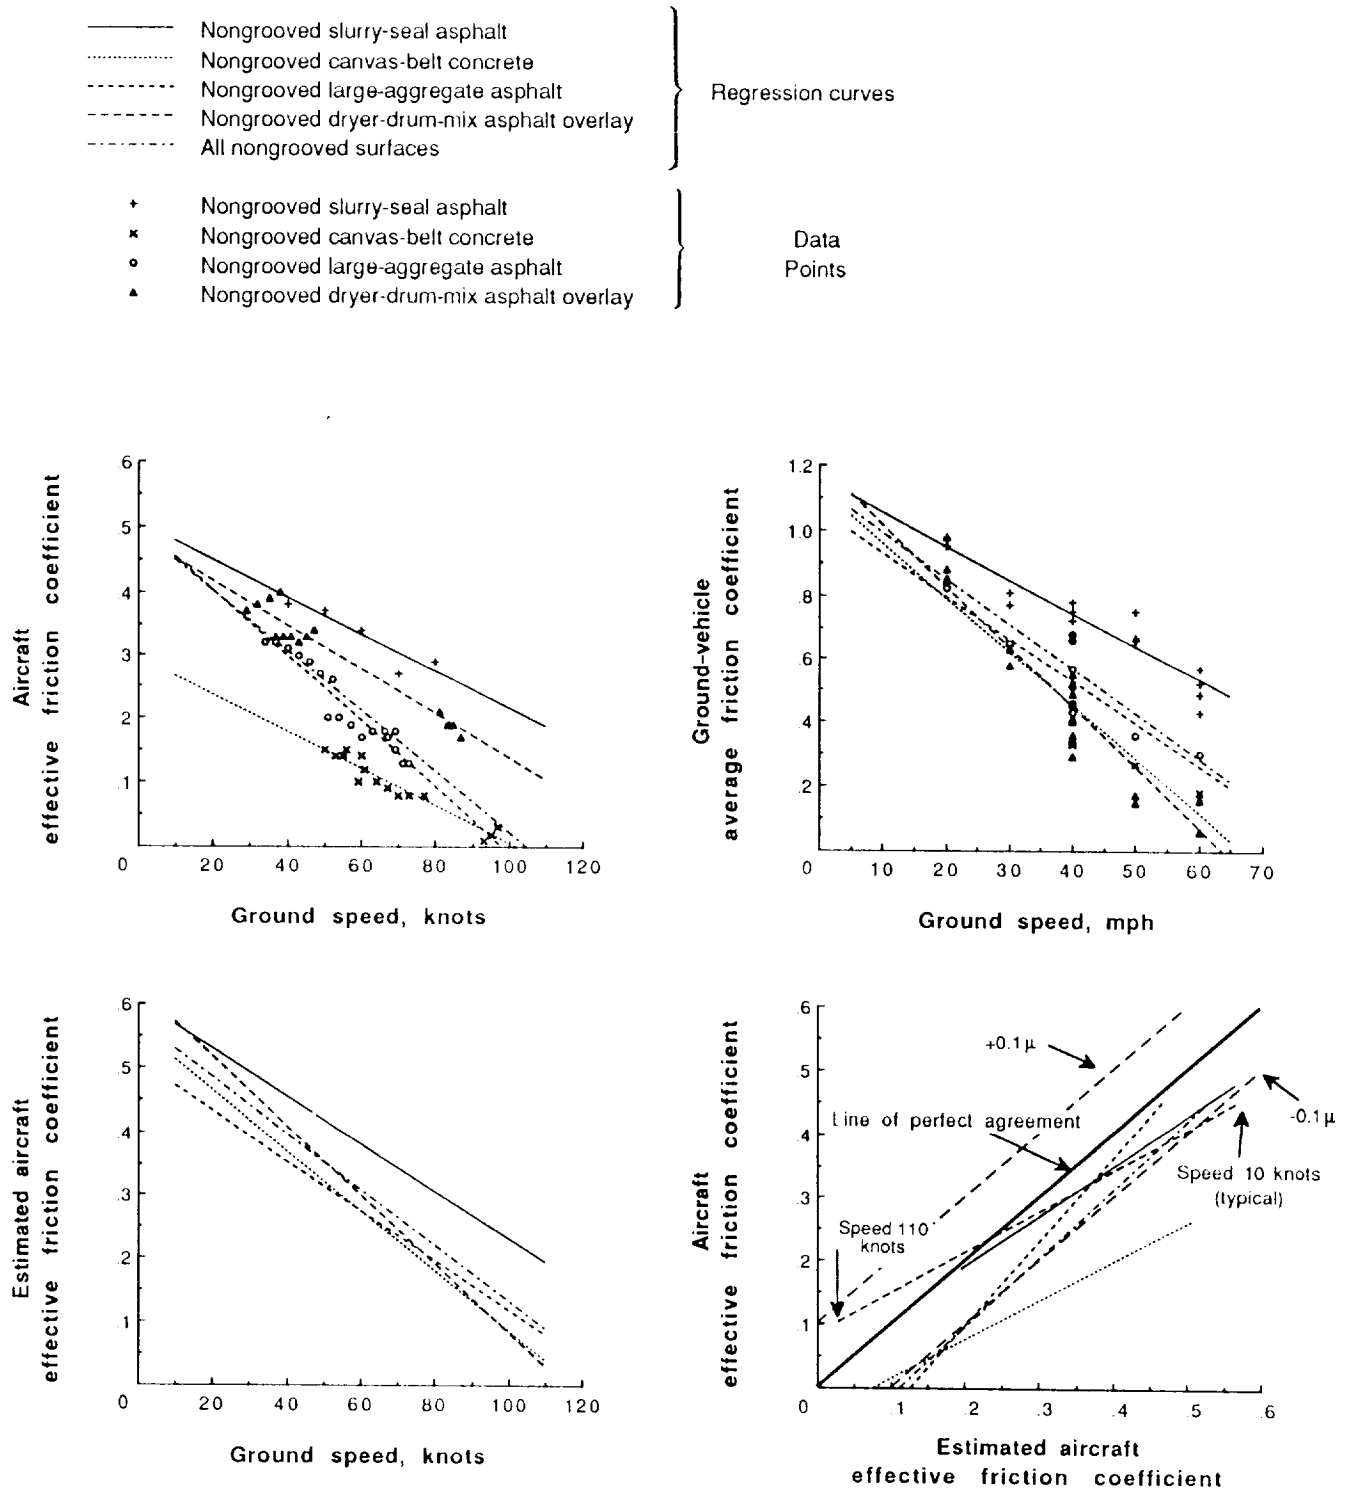 Nongrooved slurry-seal asphalt
Nongrooved canvas-belt concrete
Nongrooved large-aggregate asphalt
Nongrooved dryer-drum-mix asphalt overlay
All nongrooved surfaces
Regression curves
+ Nongrooved slurry-seal asphalt
× Nongrooved canvas-belt concrete
○ Nongrooved large-aggregate asphalt
▲ Nongrooved dryer-drum-mix asphalt overlay
Data
Points
Aircraft
effective friction coefficient
.6
.5
.4
.3
.2
.1
0 20 40 60 80 100 120
Ground speed, knots
Ground-vehicle
average friction coefficient
1.2
1.0
.8
.6
.4
.2
0 10 20 30 40 50 60 70
Ground speed, mph
Estimated aircraft
effective friction coefficient
.6
.5
.4
.3
.2
.1
0 20 40 60 80 100 120
Ground speed, knots
Aircraft
effective friction coefficient
.6
.5
.4
.3
.2
.1
+0.1 μ
Line of perfect agreement
-0.1 μ
Speed 10 knots
(typical)
Speed 110
knots
0 .1 .2 .3 .4 .5 .6
Estimated aircraft
effective friction coefficient